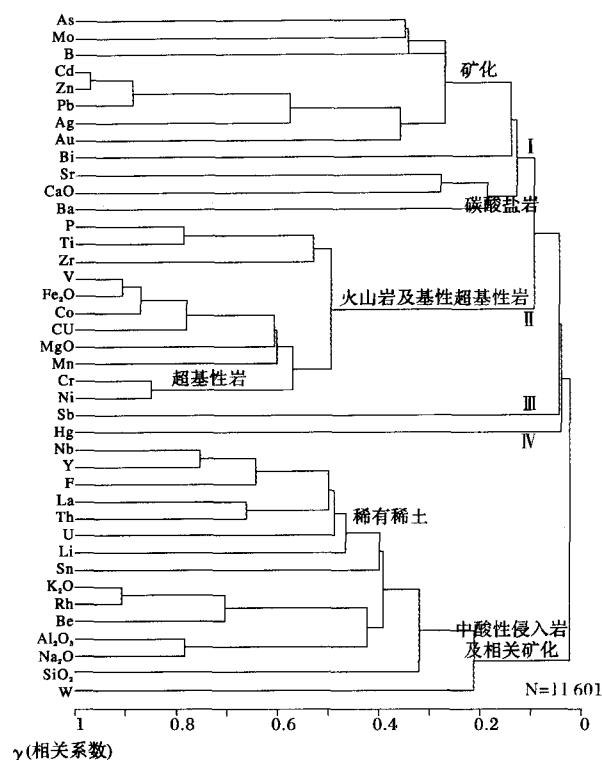 As
Mo
B
矿化
Cd
Zn
Pb
Ag
Au
Bi
I
Sr
CaO
碳酸盐岩
Ba
P
Ti
Zr
V
Fe₂O
火山岩及基性超基性岩
Co
II
CU
MgO
Mn
超基性岩
Cr
Ni
Sb
III
Hg
IV
Nb
Y
F
La
Th
稀有稀土
U
Li
Sn
K₂O
Rh
Be
中酸性侵入岩
Al₂O₃
及相关矿化
Na₂O
SiO₂
W
N=11 601
1 0.8 0.6 0.4 0.2 0
γ(相关系数)